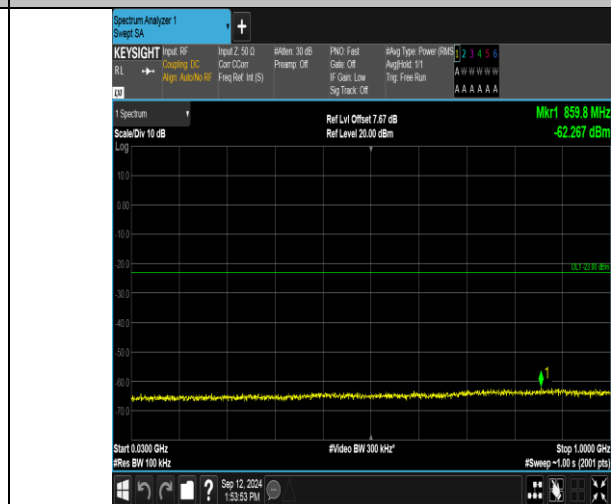 Spectrum Analyzer 1
Swept SA
+
KEYSIGHT Input: RF Input Z: 50 Ω #Atten: 30 dB PNO: Fast #Avg Type: Power (RMS 1 2 3 4 5 6
RL Coupling: DC Corr CCorr Preamp: Off Gate: Off Avg|Hold: 1/1 A W W W W W
Align: Auto/No RF Freq Ref: Int (S) IF Gain: Low Trig: Free Run
Sig Track: Off A A A A A A
LXI
1 Spectrum Ref Lvl Offset 7.67 dB Mkr1 859.8 MHz
Scale/Div 10 dB Ref Level 20.00 dBm -62.267 dBm
Log
10.0
0.00
-10.0
-20.0
DL1 -23.00 dBm
-30.0
-40.0
-50.0
1
-60.0
-70.0
Start 0.0300 GHz #Video BW 300 kHz* Stop 1.0000 GHz
#Res BW 100 kHz #Sweep ~1.00 s (2001 pts)
? Sep 12, 2024
1:53:53 PM